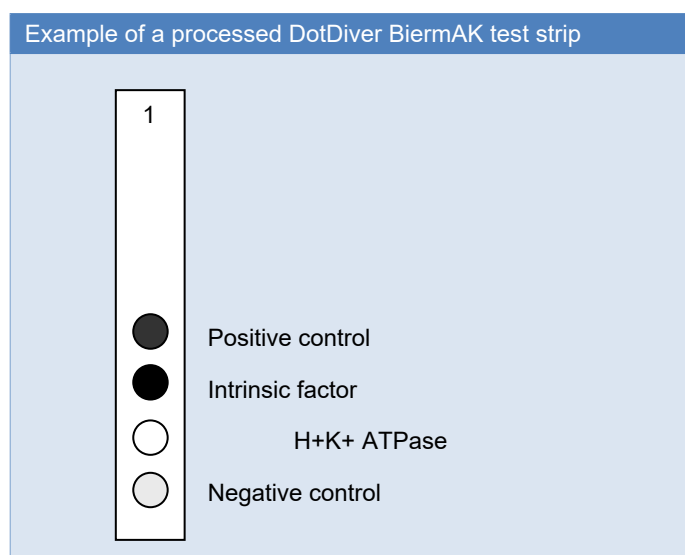 Example of a processed DotDiver BiermAK test strip
1
Positive control
Intrinsic factor
H+K+ ATPase
Negative control